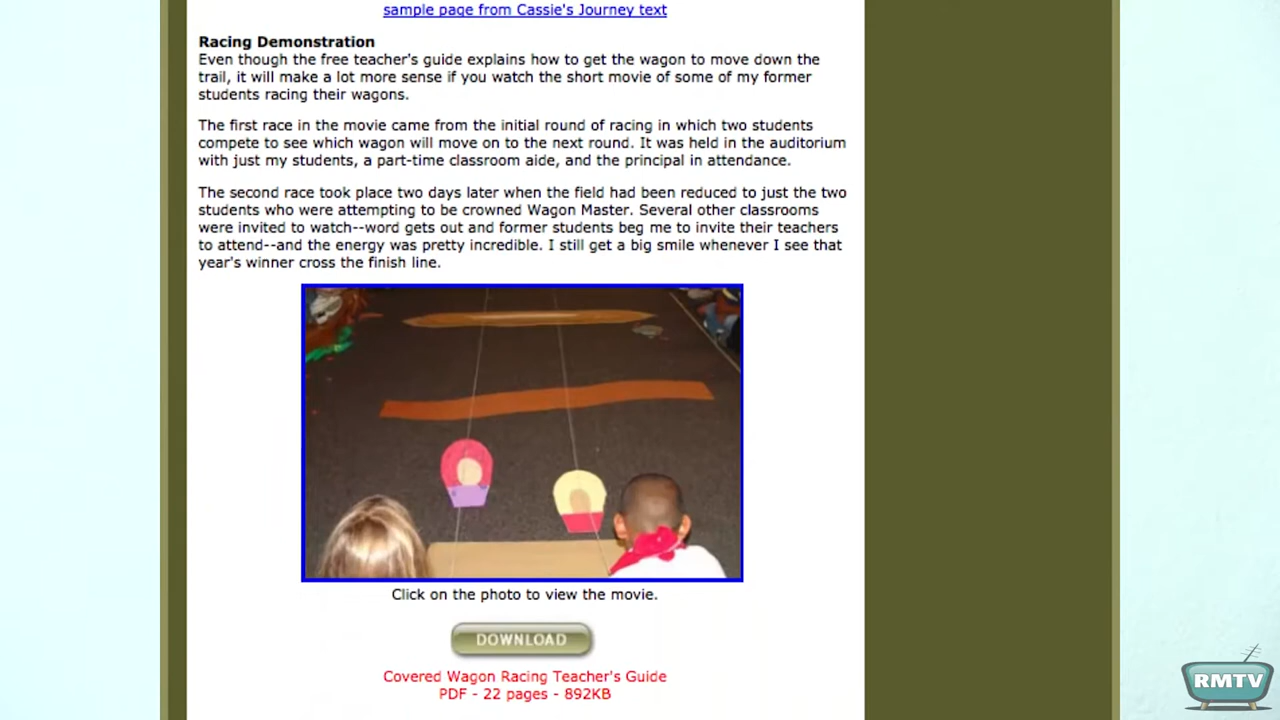 sample page from Cassie's Journey text
Racing Demonstration
Even though the free teacher's guide explains how to get the wagon to move down the
trail, it will make a lot more sense if you watch the short movie of some of my former
students racing their wagons.
The first race in the movie came from the initial round of racing in which two students
compete to see which wagon will move on to the next round. It was held in the auditorium
with just my students, a part-time classroom aide, and the principal in attendance.
The second race took place two days later when the field had been reduced to just the two
students who were attempting to be crowned Wagon Master. Several other classrooms
were invited to watch--word gets out and former students beg me to invite their teachers
to attend--and the energy was pretty incredible. I still get a big smile whenever I see that
year's winner cross the finish line.
Click on the photo to view the movie.
DOWNLOAD
Covered Wagon Racing Teacher's Guide
PDF - 22 pages - 892KB
RMTV